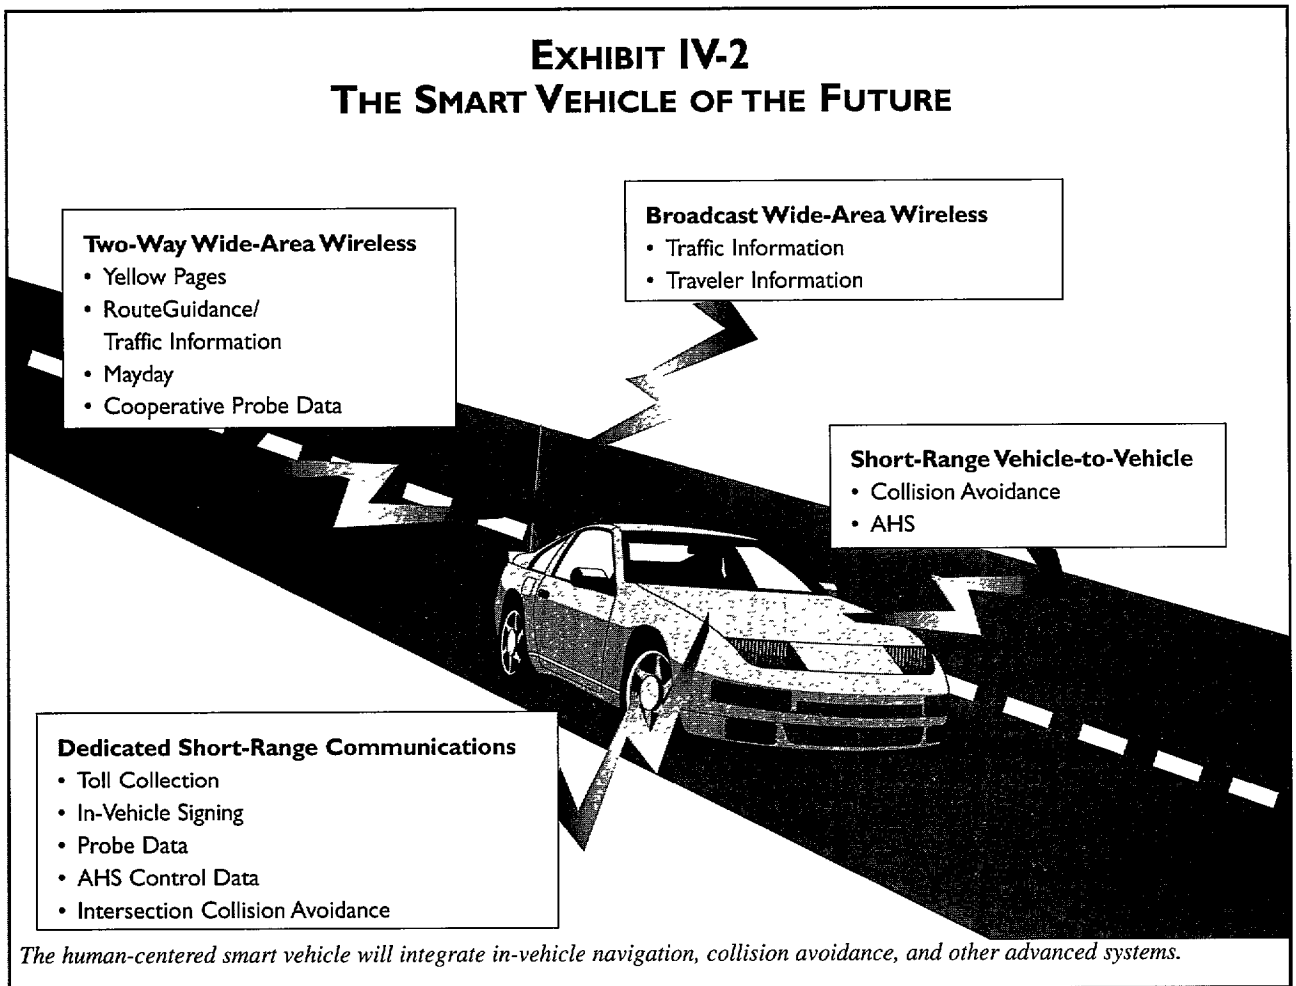 EXHIBIT IV-2
THE SMART VEHICLE OF THE FUTURE
Two-Way Wide-Area Wireless
• Yellow Pages
• RouteGuidance/
Traffic Information
• Mayday
• Cooperative Probe Data
Broadcast Wide-Area Wireless
• Traffic Information
• Traveler Information
Short-Range Vehicle-to-Vehicle
• Collision Avoidance
• AHS
Dedicated Short-Range Communications
• Toll Collection
• In-Vehicle Signing
• Probe Data
• AHS Control Data
• Intersection Collision Avoidance
The human-centered smart vehicle will integrate in-vehicle navigation, collision avoidance, and other advanced systems.